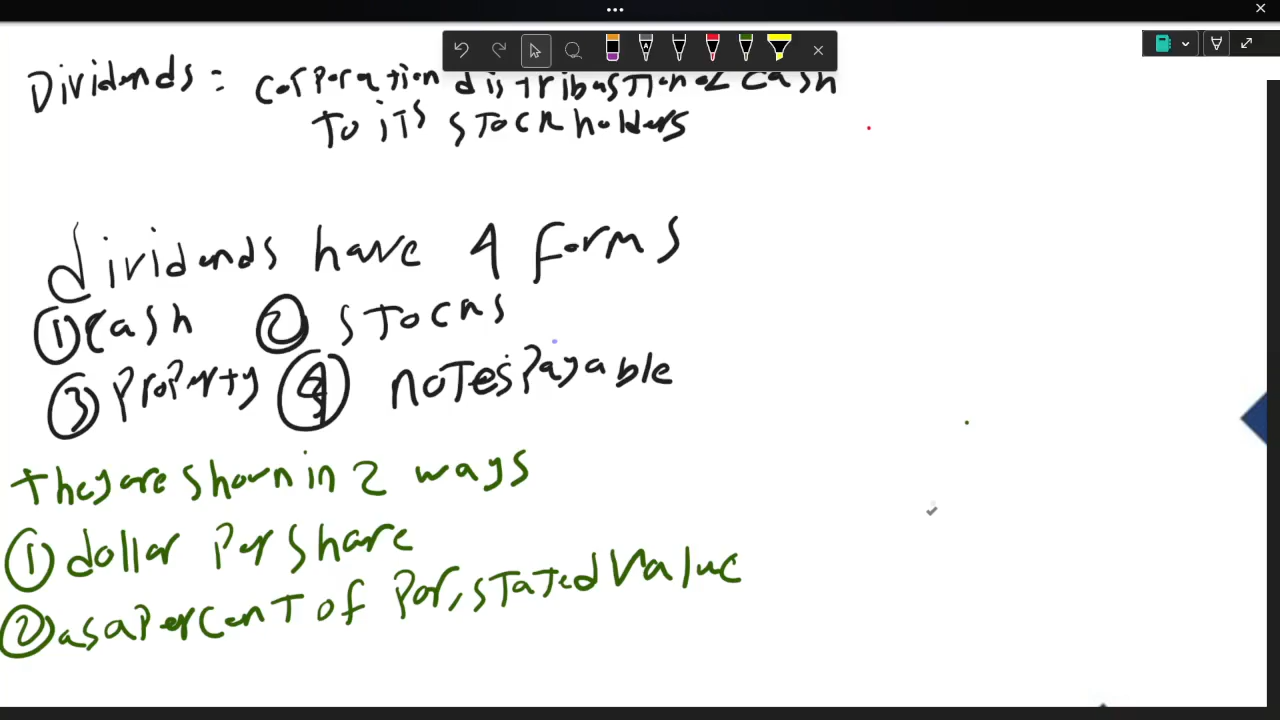 Dividends: corporation distribustion of cash
to its stockholders
dividends have 4 forms
① Cash ② stocks
③ Property ④ notes Payable
they are shown in 2 ways
① dollar Per share
② as a Percent of Par, stated Value